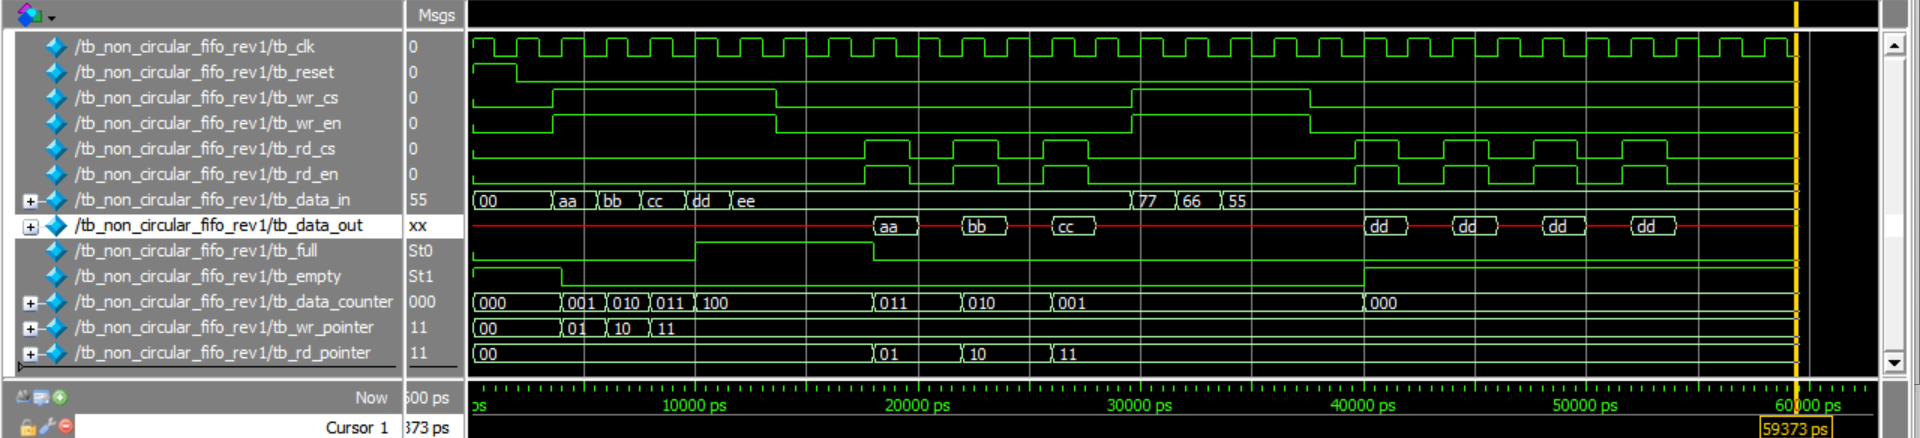 Msgs
/tb_non_circular_fifo_rev1/tb_clk 0
/tb_non_circular_fifo_rev1/tb_reset 0
/tb_non_circular_fifo_rev1/tb_wr_cs 0
/tb_non_circular_fifo_rev1/tb_wr_en 0
/tb_non_circular_fifo_rev1/tb_rd_cs 0
/tb_non_circular_fifo_rev1/tb_rd_en 0
/tb_non_circular_fifo_rev1/tb_data_in 55 00 aa bb cc dd ee 77 66 55
/tb_non_circular_fifo_rev1/tb_data_out xx aa bb cc dd dd dd dd
/tb_non_circular_fifo_rev1/tb_full St0
/tb_non_circular_fifo_rev1/tb_empty St1
/tb_non_circular_fifo_rev1/tb_data_counter 000 000 001 010 011 100 011 010 001 000
/tb_non_circular_fifo_rev1/tb_wr_pointer 11 00 01 10 11
/tb_non_circular_fifo_rev1/tb_rd_pointer 11 00 01 10 11
Now 500 ps ps 10000 ps 20000 ps 30000 ps 40000 ps 50000 ps 60000 ps
Cursor 1 373 ps 59373 ps